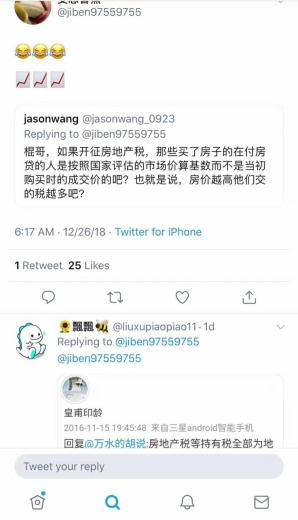 @jiben97559755
jasonwang @jasonwang_0923
Replying to @jiben97559755
棍哥，如果开征房地产税，那些买了房子的在付房
贷的人是按照国家评估的市场价算基数而不是当初
购买时的成交价的吧？也就是说，房价越高他们交
的税越多吧？
6:17 AM · 12/26/18 · Twitter for iPhone
1 Retweet 25 Likes
飄飄 @liuxupiaopiao11 · 1d
Replying to @jiben97559755
@jiben97559755
皇甫印龄
2016-11-15 19:45:48 来自三星android智能手机
回复@万水的胡说:房地产税等持有税全部为地
Tweet your reply